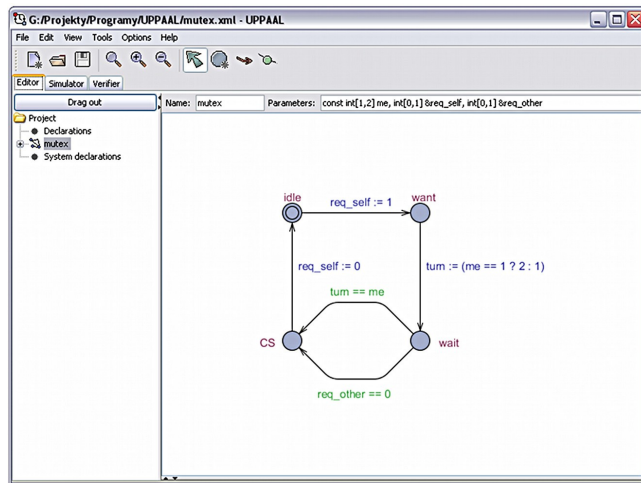 G:/Projekty/Programy/UPPAAL/mutex.xml - UPPAAL
File Edit View Tools Options Help
Editor Simulator Verifier
Drag out
Name: mutex Parameters: const int[1,2] me, int[0,1] &req_self, int[0,1] &req_other
Project
Declarations
mutex
System declarations
idle
req_self := 1
want
req_self := 0
turn := (me == 1 ? 2 : 1)
turn == me
CS
wait
req_other == 0